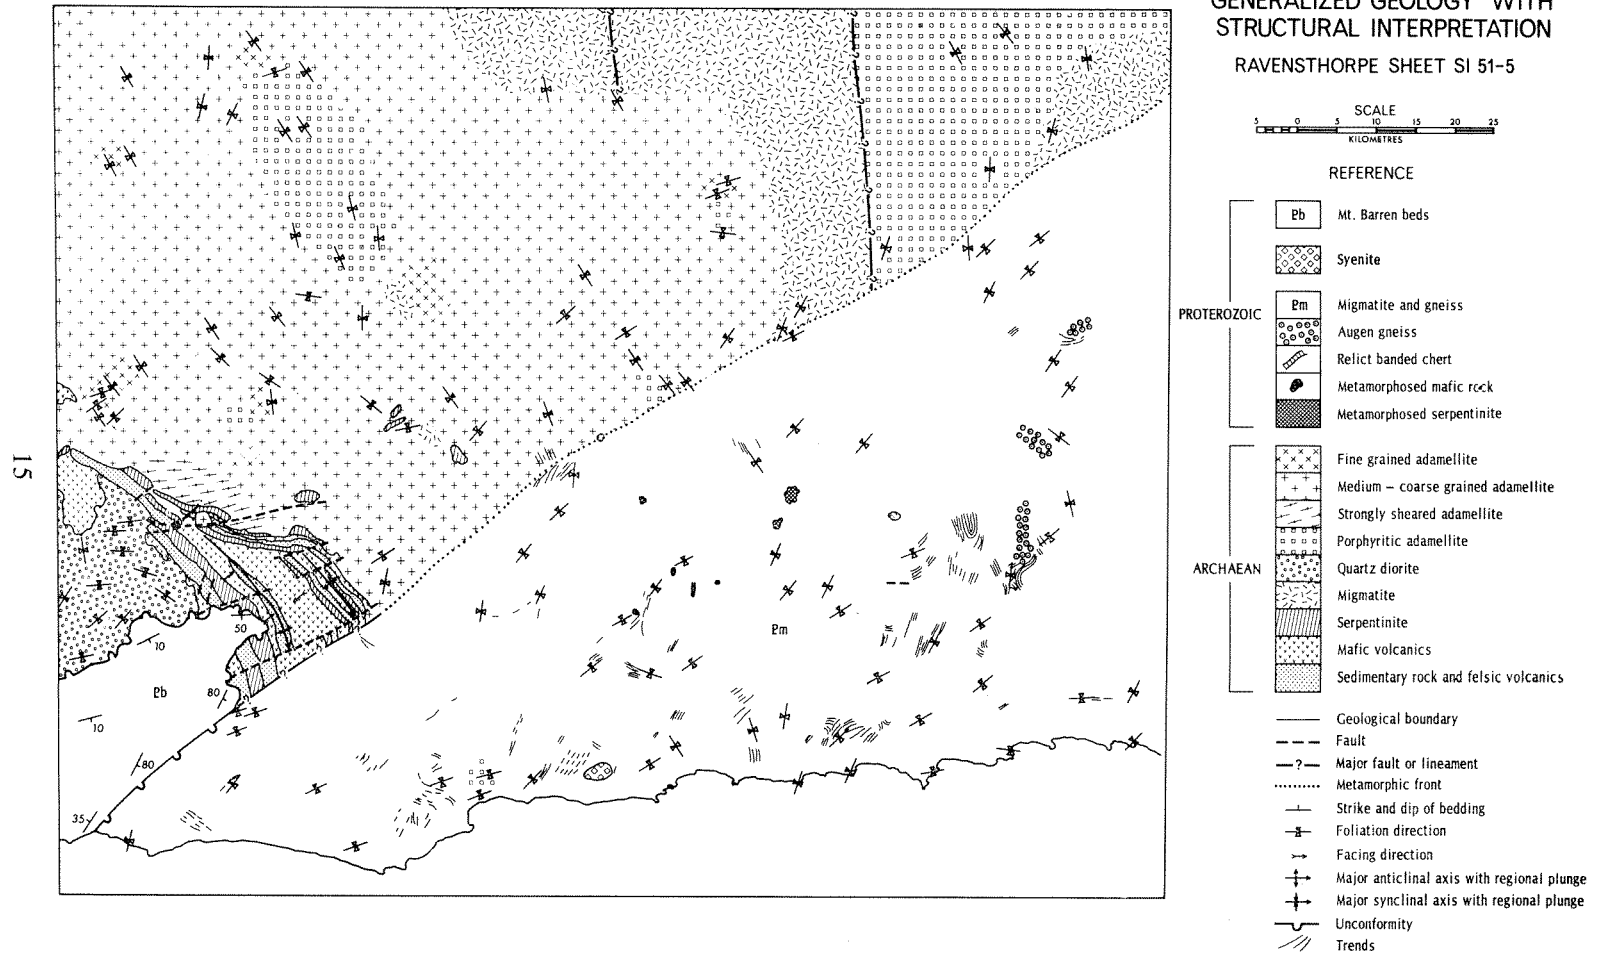 GENERALIZED GEOLOGY WITH
STRUCTURAL INTERPRETATION
RAVENSTHORPE SHEET SI 51-5
SCALE
5 0 5 10 15 20 25
KILOMETRES
REFERENCE
PROTEROZOIC
Pb Mt. Barren beds
Syenite
Pm Migmatite and gneiss
Augen gneiss
Relict banded chert
Metamorphosed mafic rock
Metamorphosed serpentinite
ARCHAEAN
Fine grained adamellite
Medium – coarse grained adamellite
Strongly sheared adamellite
Porphyritic adamellite
Quartz diorite
Migmatite
Serpentinite
Mafic volcanics
Sedimentary rock and felsic volcanics
Geological boundary
Fault
? Major fault or lineament
Metamorphic front
Strike and dip of bedding
Foliation direction
Facing direction
Major anticlinal axis with regional plunge
Major synclinal axis with regional plunge
Unconformity
Trends
15
50
10
Pm
Pb
80
10
80
35